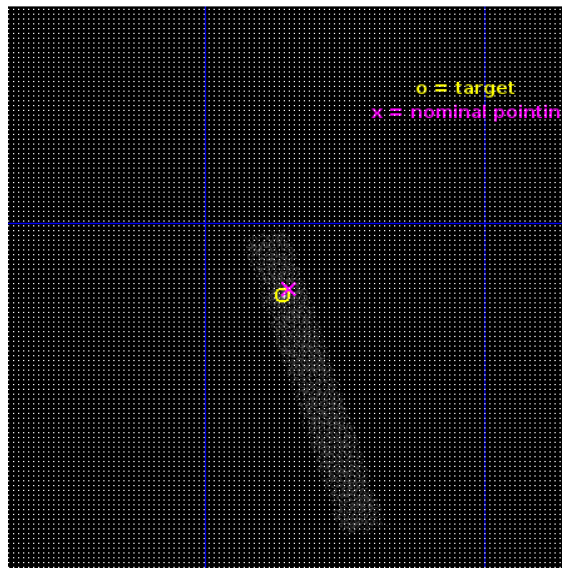 o = target
x = nominal pointin